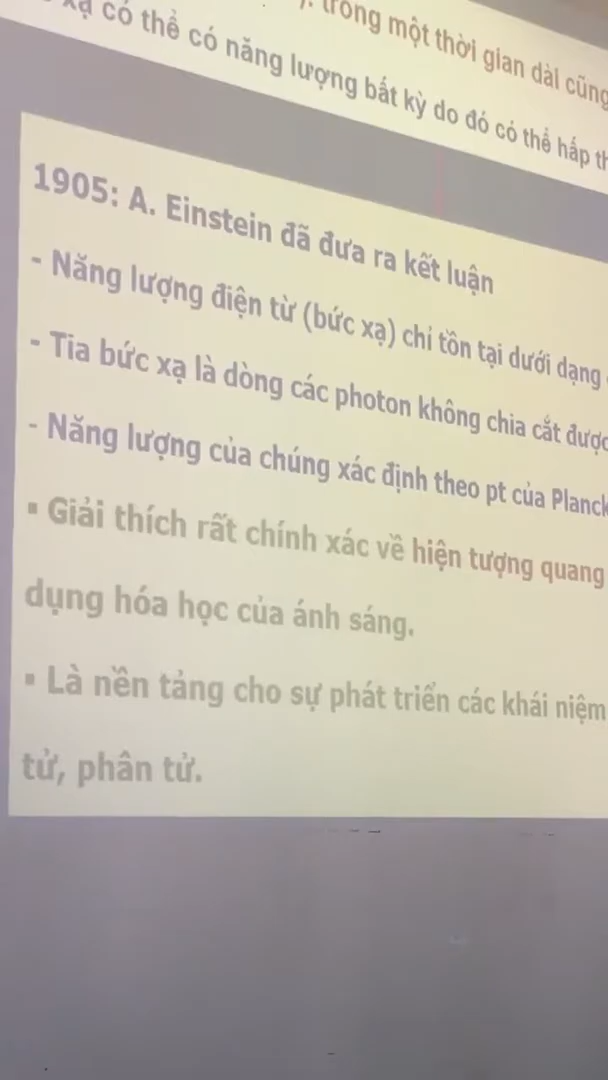 trong một thời gian dài cũng
xạ có thể có năng lượng bất kỳ do đó có thể hấp
1905: A. Einstein đã đưa ra kết luận
- Năng lượng điện từ (bức xạ) chỉ tồn tại dưới dạng
- Tia bức xạ là dòng các photon không chia cắt được
- Năng lượng của chúng xác định theo pt của Planck
▪ Giải thích rất chính xác về hiện tượng quang
dụng hóa học của ánh sáng.
▪ Là nền tảng cho sự phát triển các khái niệm
tử, phân tử.